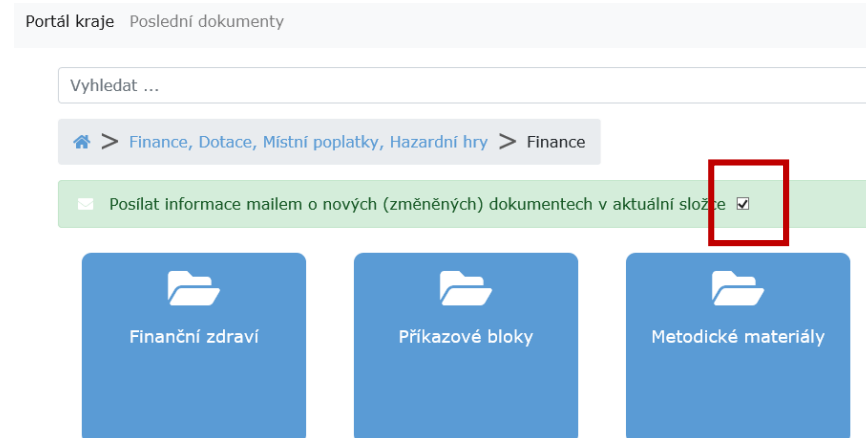 Portál kraje Poslední dokumenty
Vyhledat ...
> Finance, Dotace, Místní poplatky, Hazardní hry > Finance
Posílat informace mailem o nových (změněných) dokumentech v aktuální složce
Finanční zdraví Příkazové bloky Metodické materiály